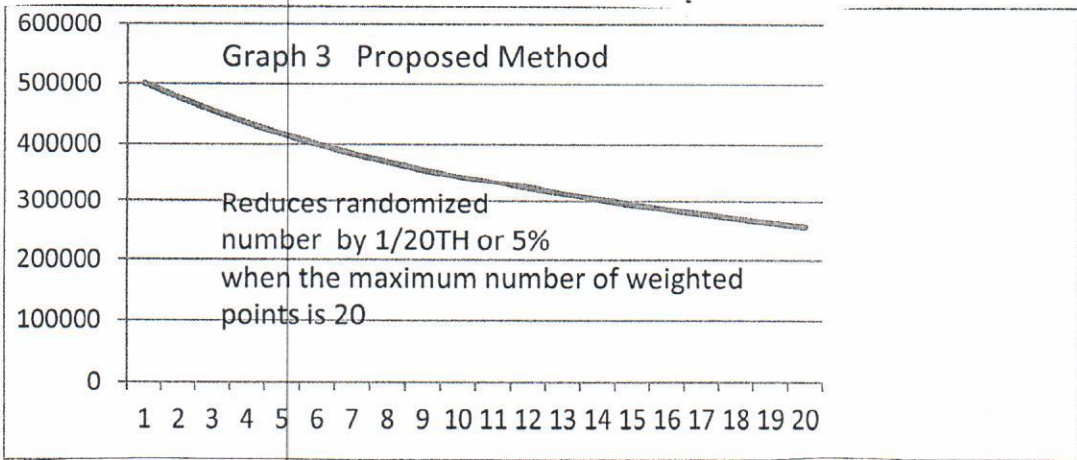 600000
Graph 3 Proposed Method
500000
400000
300000
Reduces randomized
number by 1/20TH or 5%
200000
when the maximum number of weighted
points is 20
100000
0
1 2 3 4 5 6 7 8 9 10 11 12 13 14 15 16 17 18 19 20